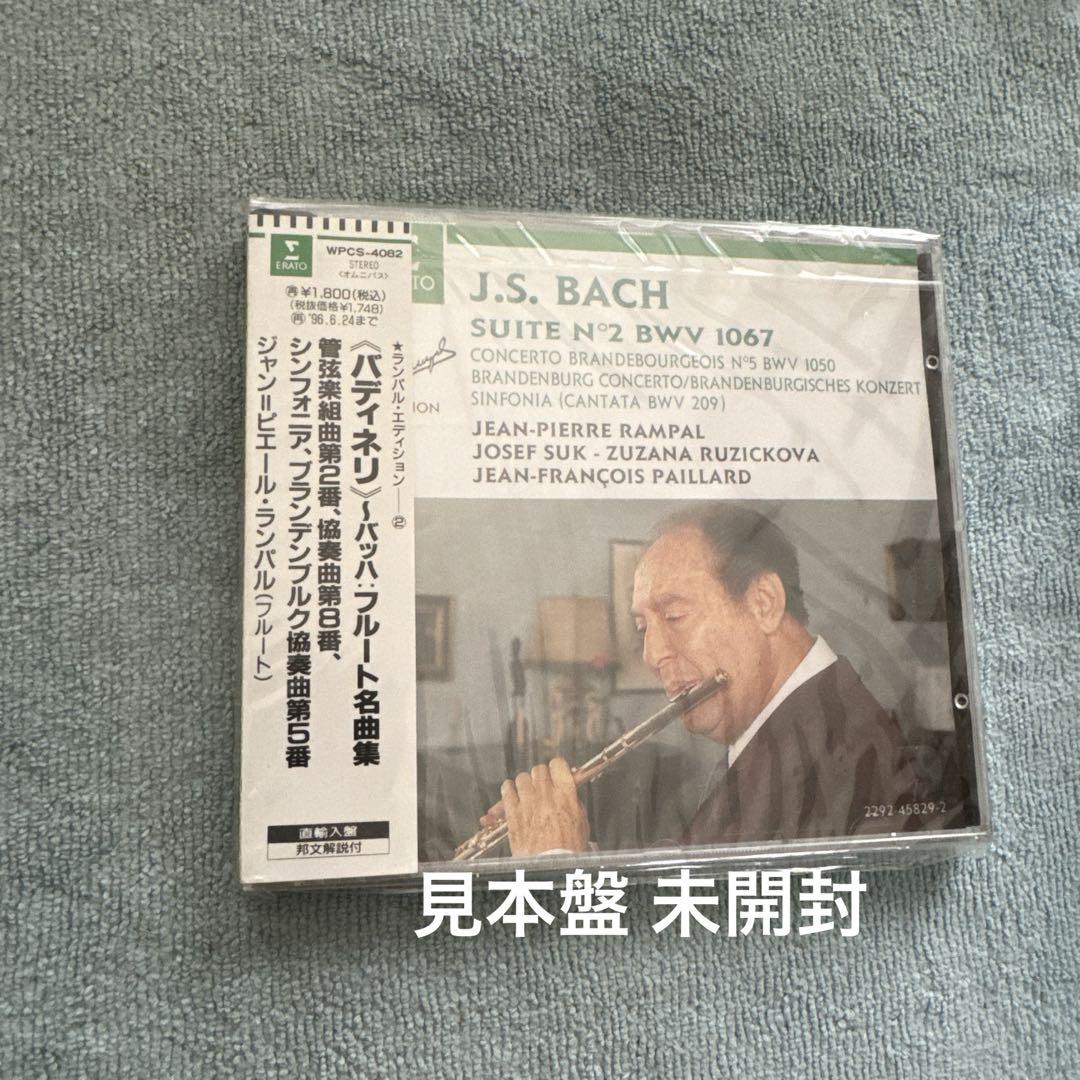 ERATO
WPCS-4082
STEREO
〈オムニバス〉
再¥1,800(税込)
(税抜価格¥1,748)
再'96.6.24まで
★ランパル・エディション——②
《バディネリ》〜バッハ:フルート名曲集
管弦楽組曲第2番、協奏曲第8番、
シンフォニア、ブランデンブルク協奏曲第5番
ジャン=ピエール・ランパル(フルート)
直輸入盤
邦文解説付
J.S. BACH
SUITE N°2 BWV 1067
CONCERTO BRANDEBOURGEOIS N°5 BWV 1050
BRANDENBURG CONCERTO/BRANDENBURGISCHES KONZERT
SINFONIA (CANTATA BWV 209)
JEAN-PIERRE RAMPAL
JOSEF SUK - ZUZANA RUZICKOVA
JEAN-FRANÇOIS PAILLARD
2292 45829-2
見本盤 未開封